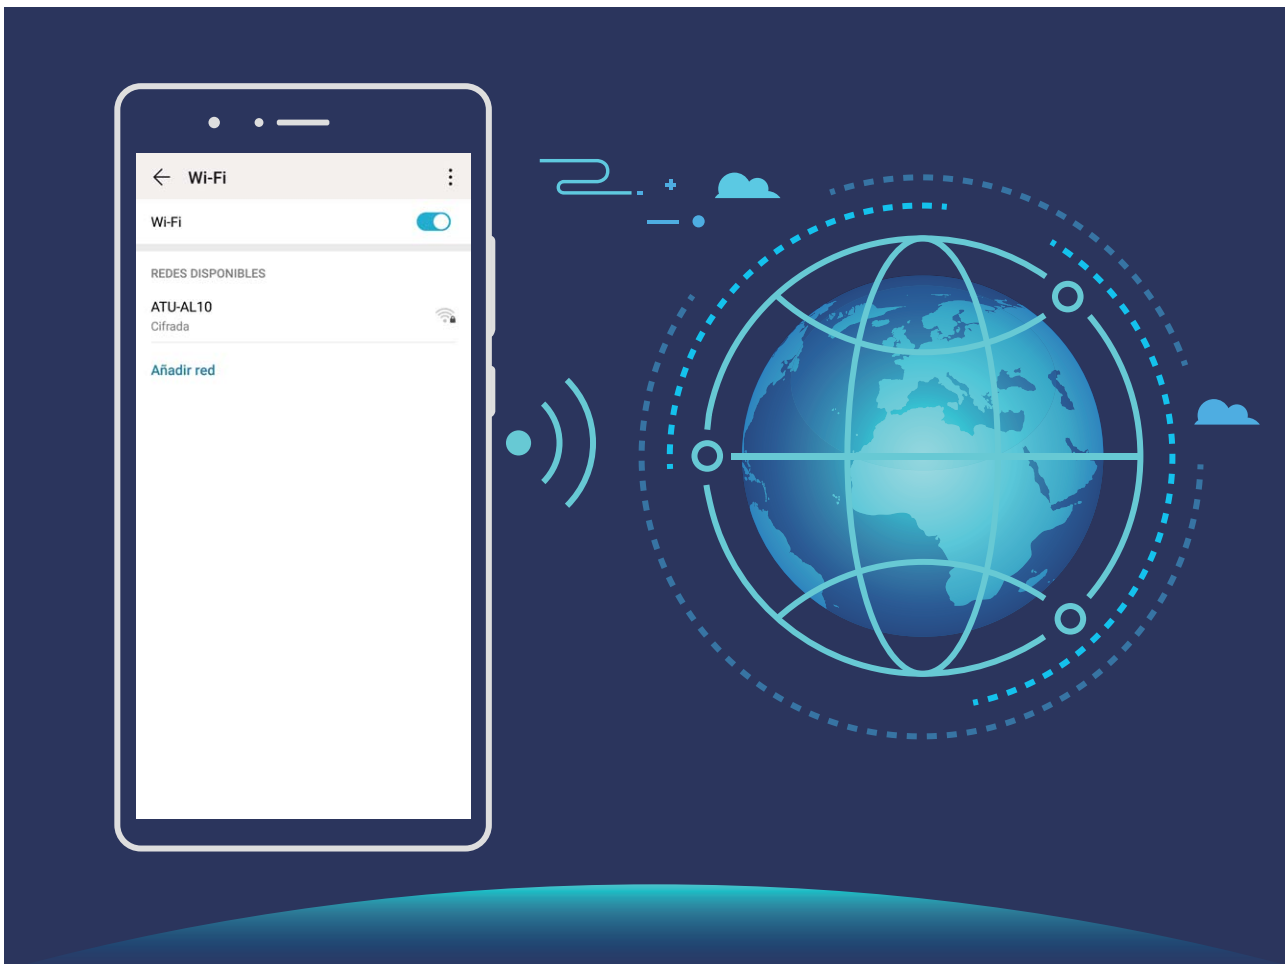 Wi-Fi
Wi-Fi
REDES DISPONIBLES
ATU-AL10
Cifrada
Añadir red